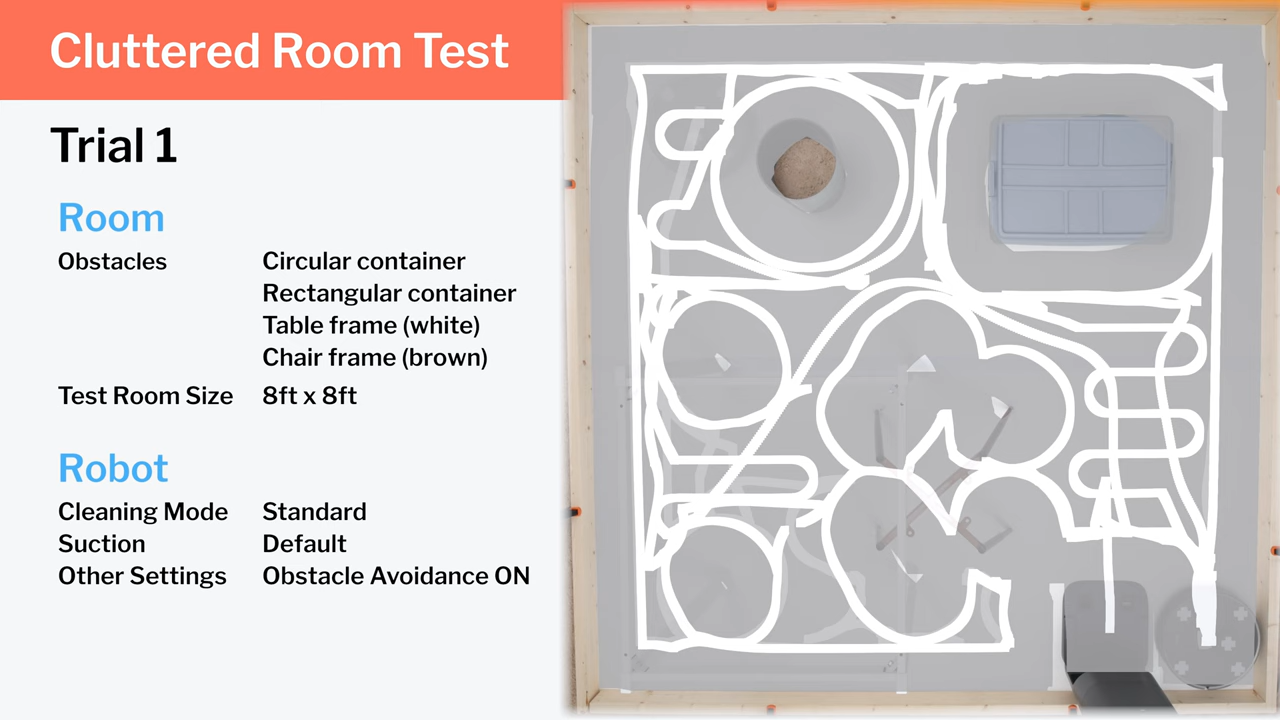 Cluttered Room Test
Trial 1
Room
Obstacles Circular container
Rectangular container
Table frame (white)
Chair frame (brown)
Test Room Size 8ft x 8ft
Robot
Cleaning Mode Standard
Suction Default
Other Settings Obstacle Avoidance ON